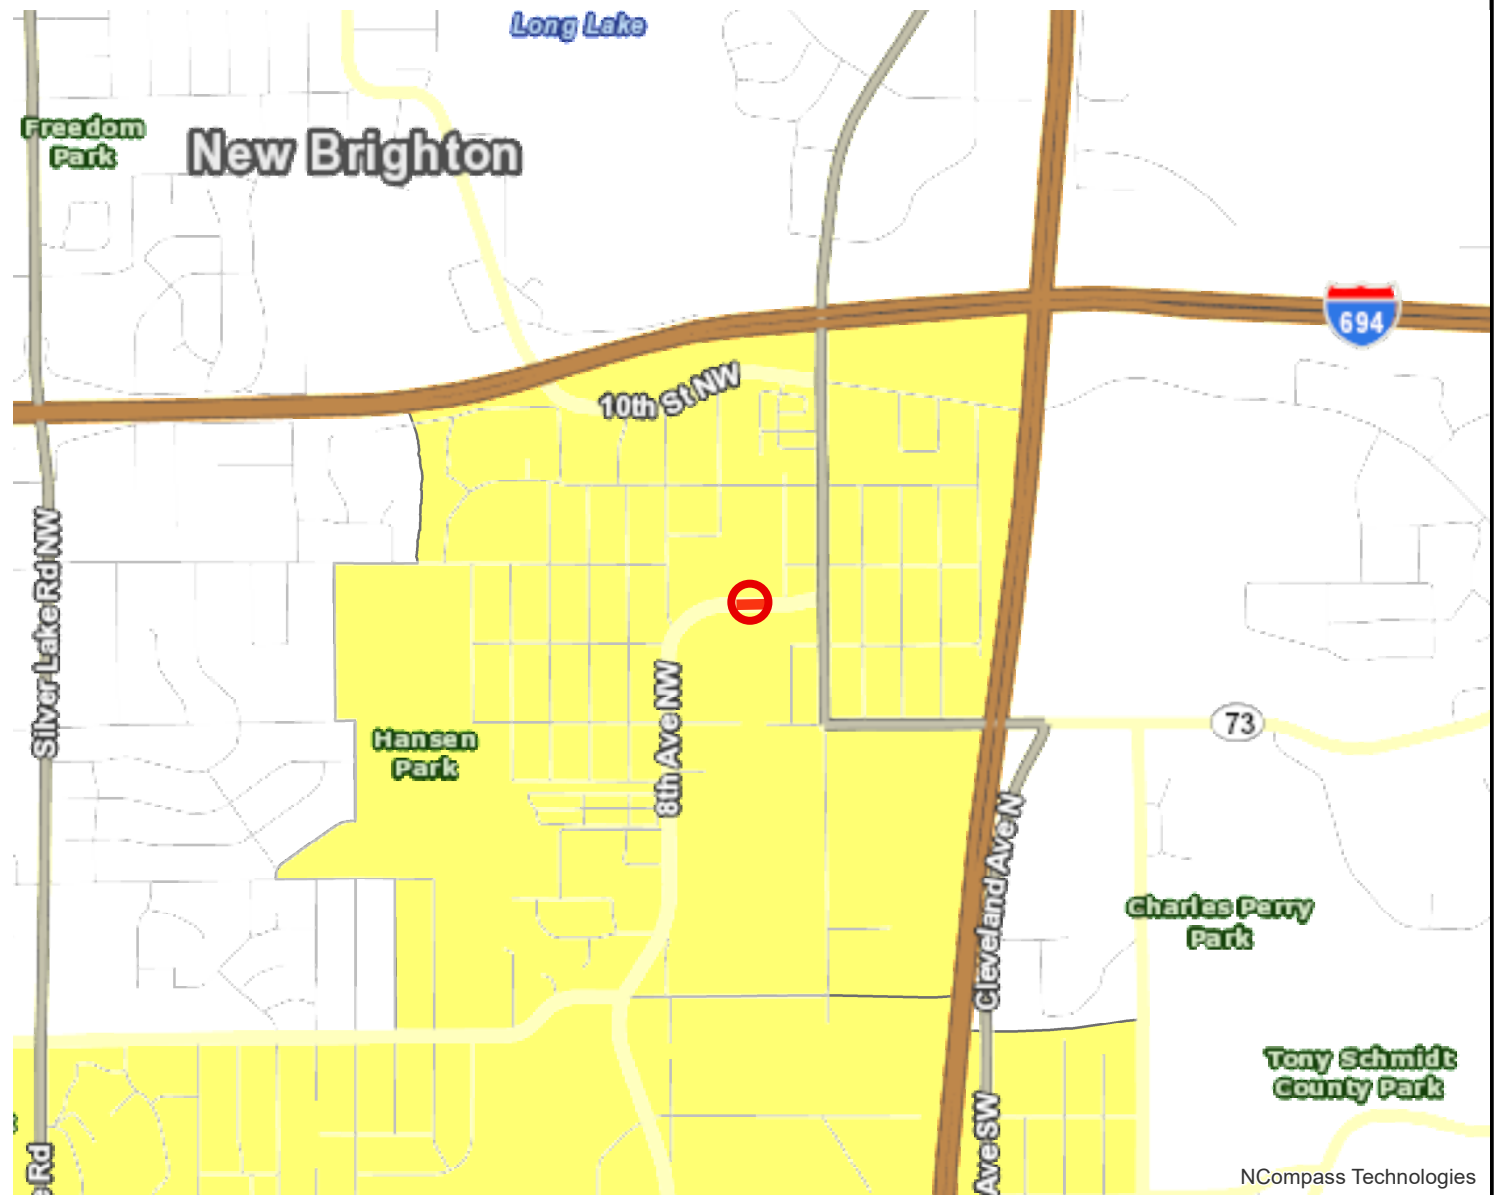 Long Lake
Freedom
Park
New Brighton
694
10th St NW
Silver Lake Rd NW
8th Ave NW
73
Hansen
Park
Cleveland Ave N
Charles Perry
Park
Tony Schmidt
County Park
Rd
Ave SW
NCompass Technologies